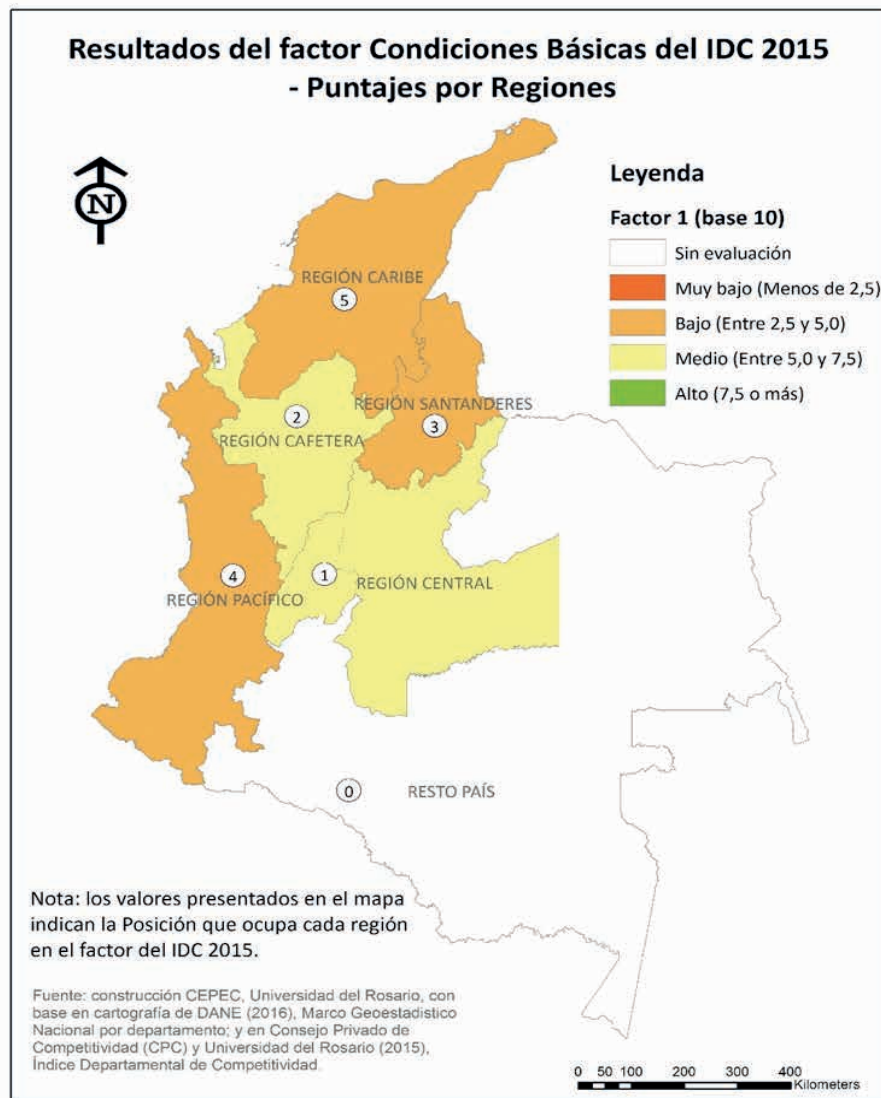 Resultados del factor Condiciones Básicas del IDC 2015
- Puntajes por Regiones
N
Leyenda
Factor 1 (base 10)
Sin evaluación
Muy bajo (Menos de 2,5)
Bajo (Entre 2,5 y 5,0)
Medio (Entre 5,0 y 7,5)
Alto (7,5 o más)
REGIÓN CARIBE
5
REGIÓN SANTANDERES
2
3
REGIÓN CAFETERA
4
1
REGIÓN CENTRAL
REGIÓN PACÍFICO
0
RESTO PAÍS
Nota: los valores presentados en el mapa
indican la Posición que ocupa cada región
en el factor del IDC 2015.
Fuente: construcción CEPEC, Universidad del Rosario, con
base en cartografía de DANE (2016), Marco Geoestadistico
Nacional por departamento; y en Consejo Privado de
Competitividad (CPC) y Universidad del Rosario (2015),
Índice Departamental de Competitividad.
0 50 100 200 300 400
Kilometers